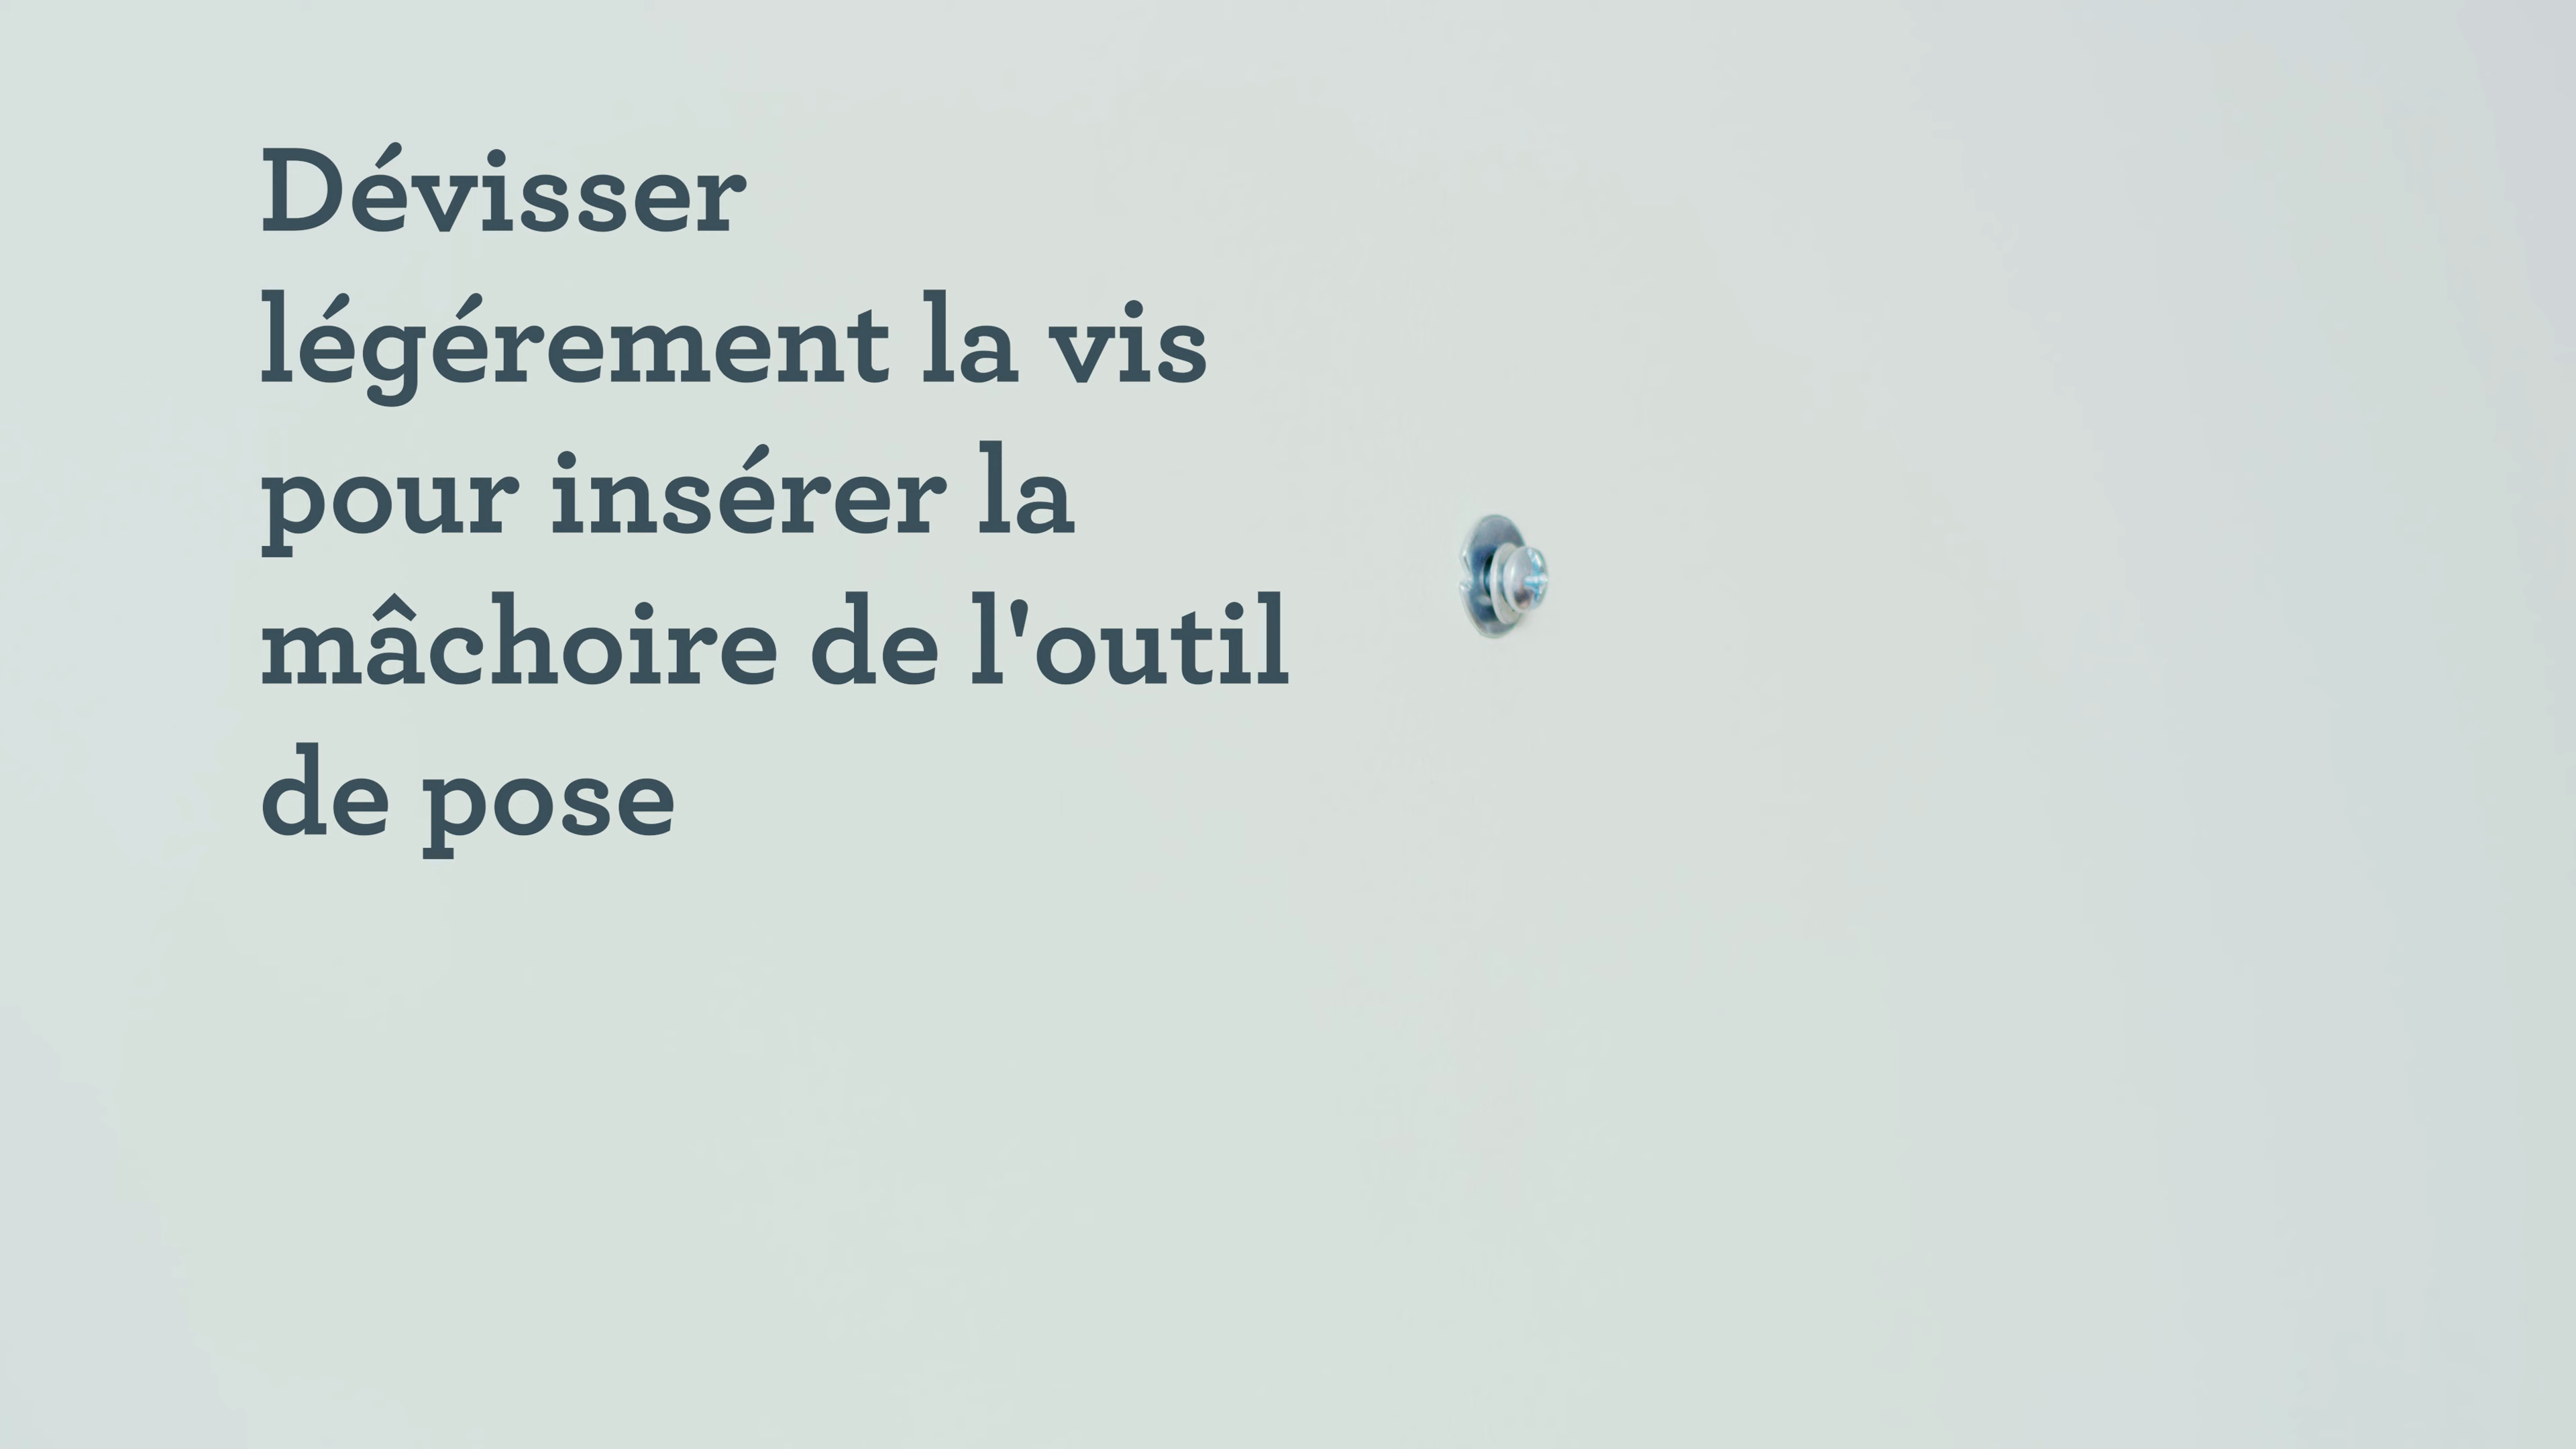 Dévisser
légérement la vis
pour insérer la
mâchoire de l'outil
de pose